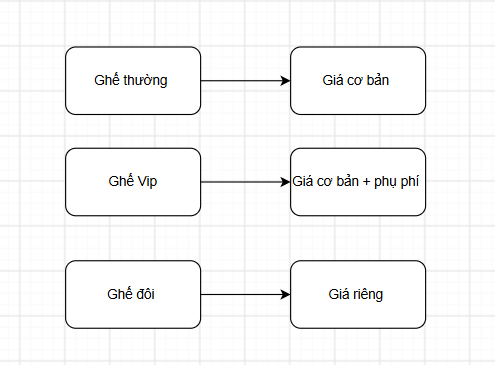 Ghế thường
Giá cơ bản
Ghế Vip
Giá cơ bản + phụ phí
Ghế đôi
Giá riêng